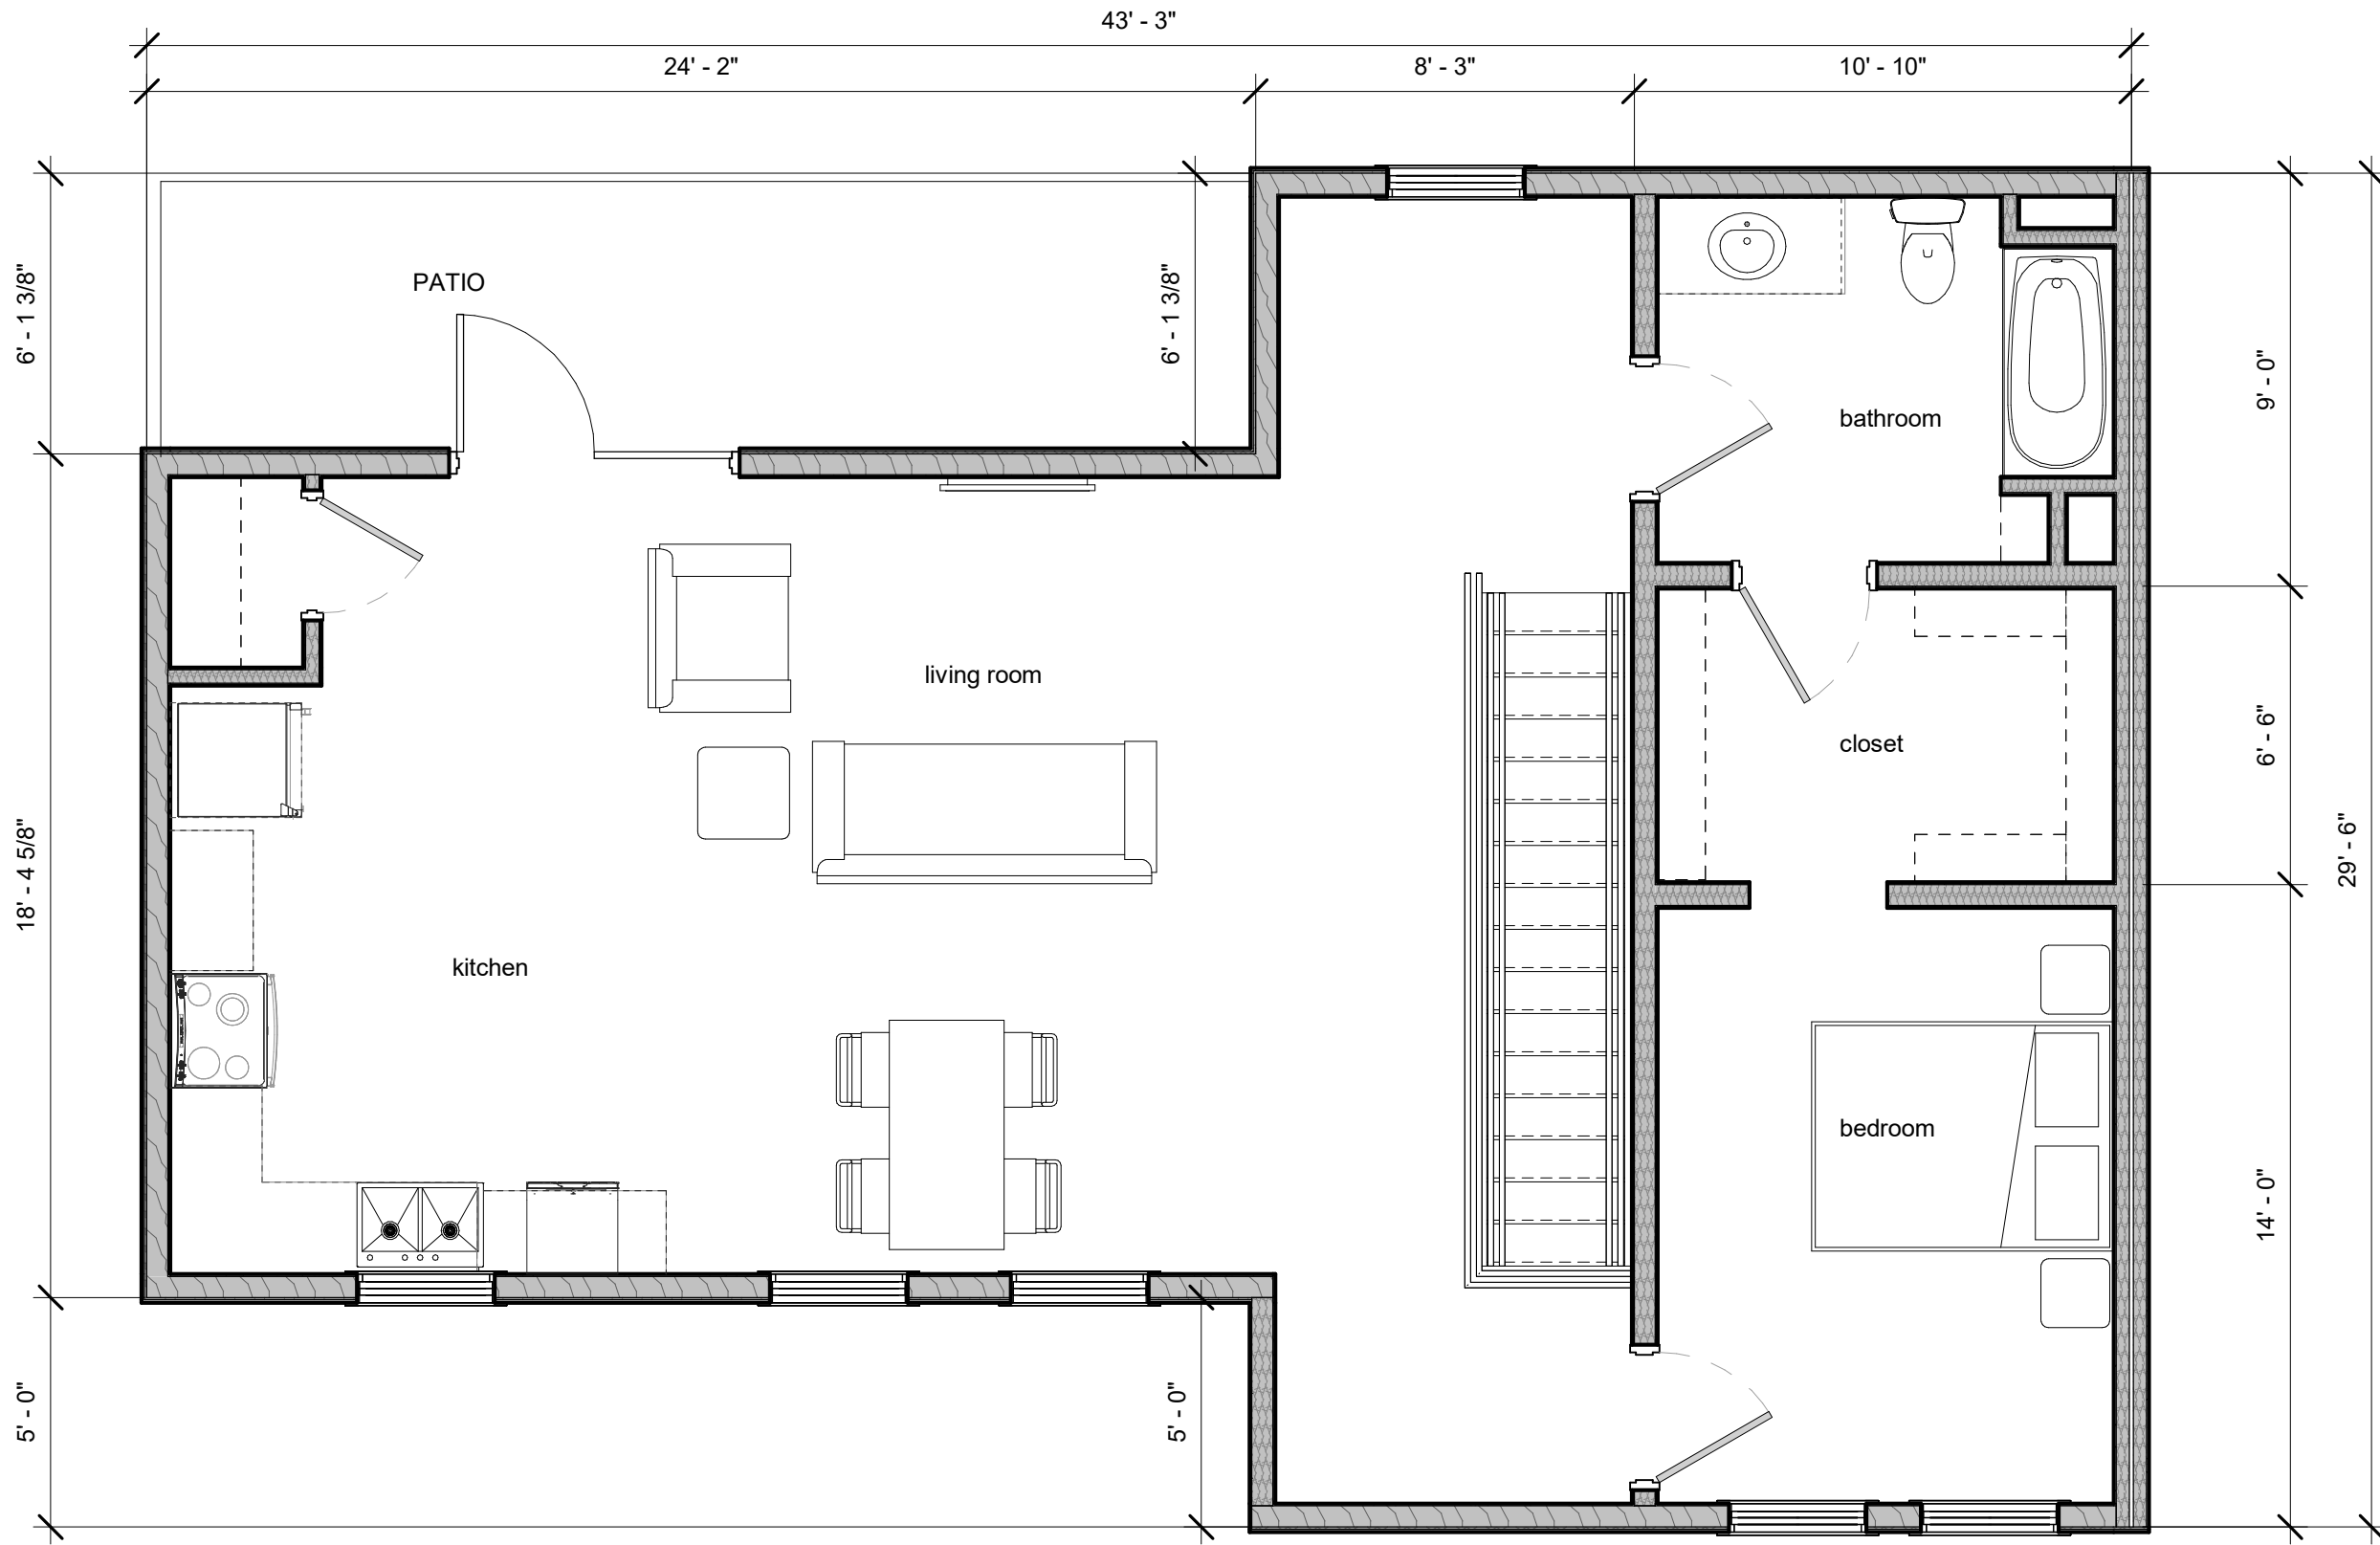 43' - 3"
24' - 2"
8' - 3"
10' - 10"
PATIO
6' - 1 3/8"
6' - 1 3/8"
9' - 0"
bathroom
living room
closet
6' - 6"
18' - 4 5/8"
29' - 6"
kitchen
bedroom
14' - 0"
5' - 0"
5' - 0"